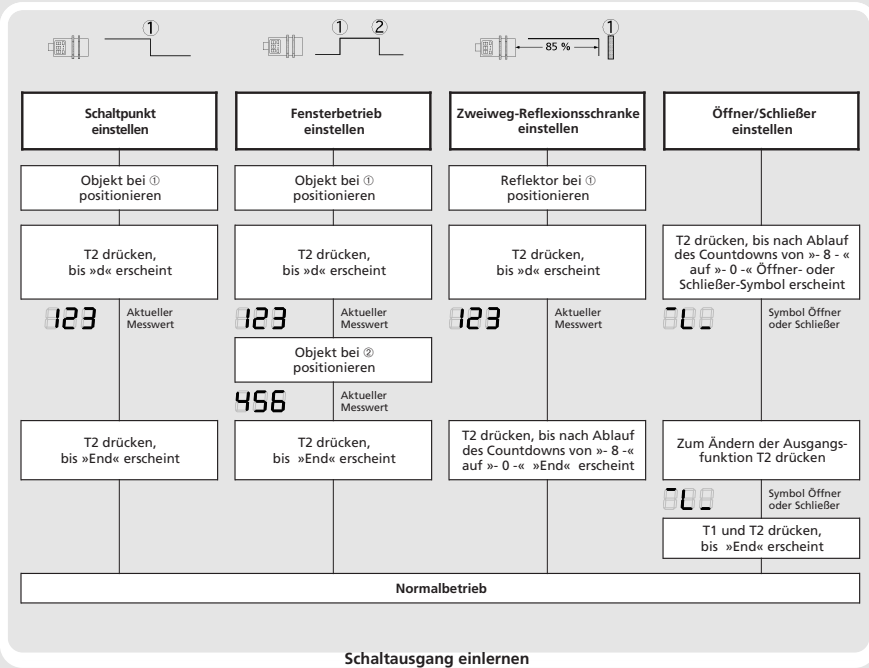 ①
① ②
①
85 %
Schaltpunkt
einstellen
Objekt bei ①
positionieren
T2 drücken,
bis »d« erscheint
123
Aktueller
Messwert
T2 drücken,
bis »End« erscheint
Fensterbetrieb
einstellen
Objekt bei ①
positionieren
T2 drücken,
bis »d« erscheint
123
Aktueller
Messwert
Objekt bei ②
positionieren
456
Aktueller
Messwert
T2 drücken,
bis »End« erscheint
Zweiweg-Reflexionsschranke
einstellen
Reflektor bei ①
positionieren
T2 drücken,
bis »d« erscheint
123
Aktueller
Messwert
T2 drücken, bis nach Ablauf
des Countdowns von »- 8 -«
auf »- 0 -« »End« erscheint
Öffner/Schließer
einstellen
T2 drücken, bis nach Ablauf
des Countdowns von »- 8 - «
auf »- 0 -« Öffner- oder
Schließer-Symbol erscheint
Symbol Öffner
oder Schließer
Zum Ändern der Ausgangs-
funktion T2 drücken
Symbol Öffner
oder Schließer
T1 und T2 drücken,
bis »End« erscheint
Normalbetrieb
Schaltausgang einlernen